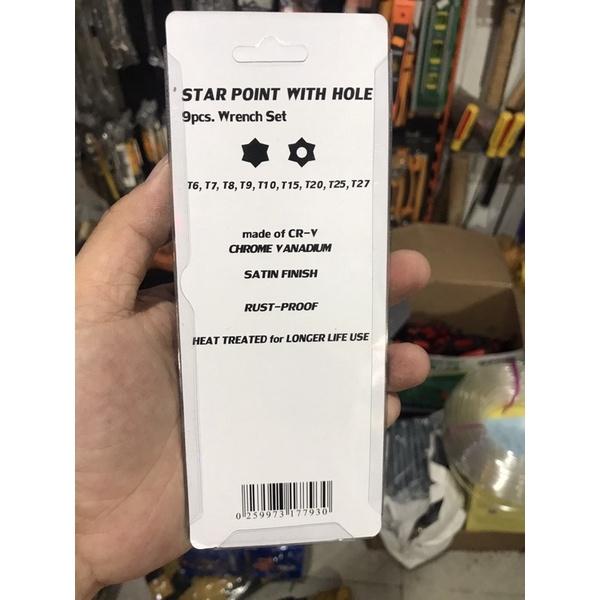 STAR POINT WITH HOLE
9pcs. Wrench Set
T6, T7, T8, T9, T10, T15, T20, T25, T27
made of CR-V
CHROME VANADIUM
SATIN FINISH
RUST-PROOF
HEAT TREATED for LONGER LIFE USE
0 259973 177930